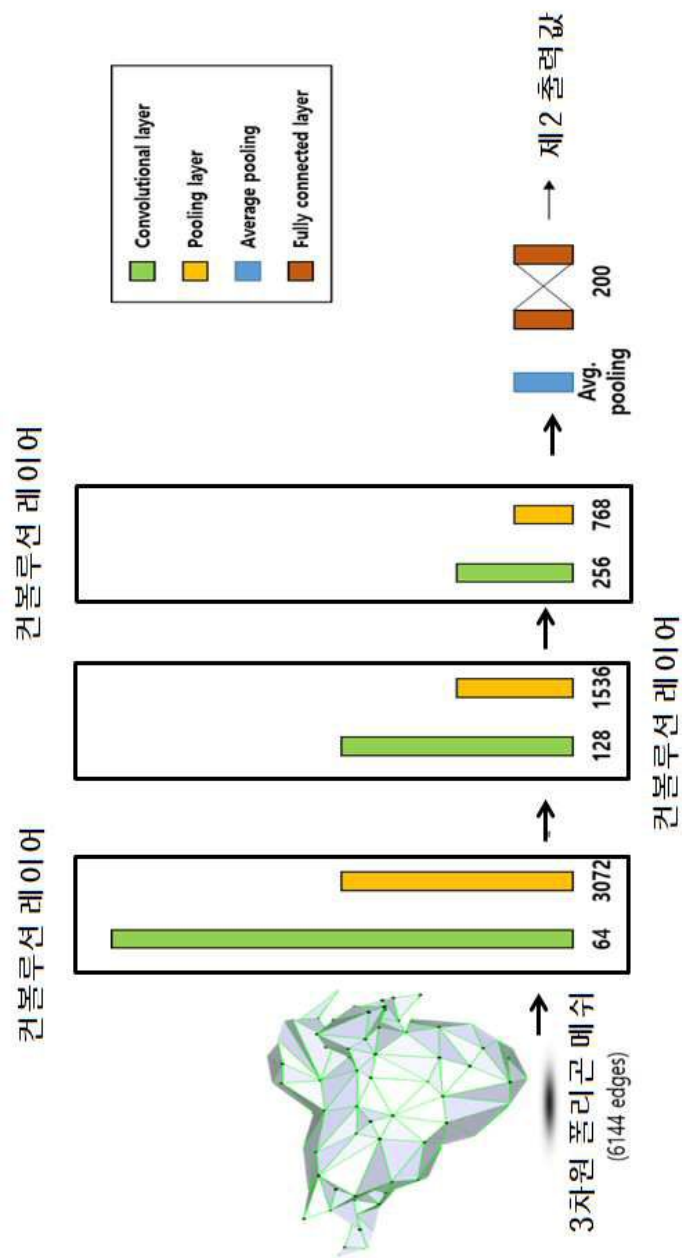 컨볼루션 레이어
컨볼루션 레이어
컨볼루션 레이어
3차원 폴리곤 메쉬
(6144 edges)
64
3072
128
1536
256
768
Avg.
pooling
200
제2 출력값
Convolutional layer
Pooling layer
Average pooling
Fully connected layer